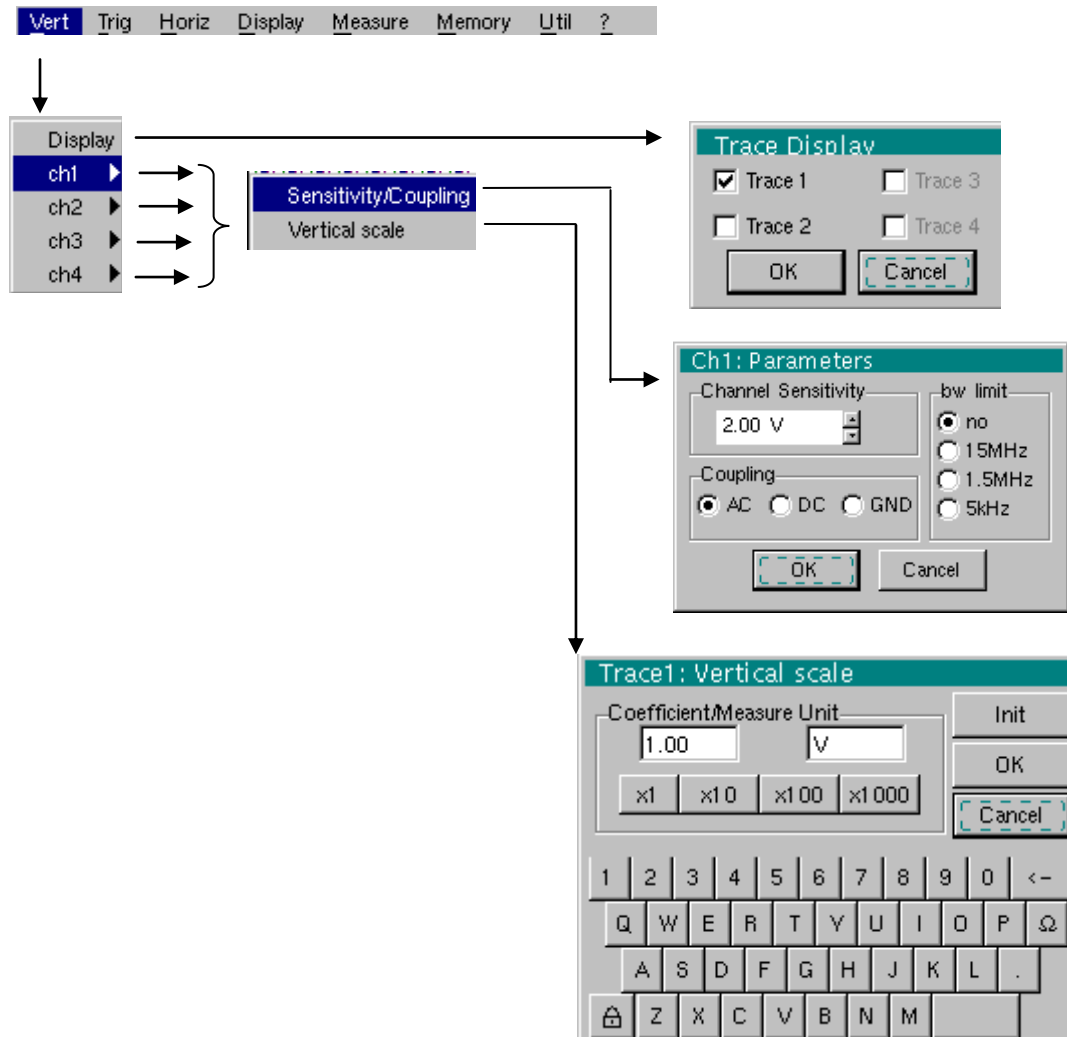 Vert Trig Horiz Display Measure Memory Util ?
Display
ch1
ch2
ch3
ch4
Sensitivity/Coupling
Vertical scale
Trace Display
Trace 1 Trace 3
Trace 2 Trace 4
OK Cancel
Ch1: Parameters
Channel Sensitivity
2.00 V
Coupling
AC DC GND
bw limit
no
15MHz
1.5MHz
5kHz
OK Cancel
Trace1: Vertical scale
Coefficient/Measure Unit
1.00 V
x1 x10 x100 x1000
Init
OK
Cancel
1 2 3 4 5 6 7 8 9 0 <-
Q W E R T Y U I O P Ω
A S D F G H J K L .
Z X C V B N M